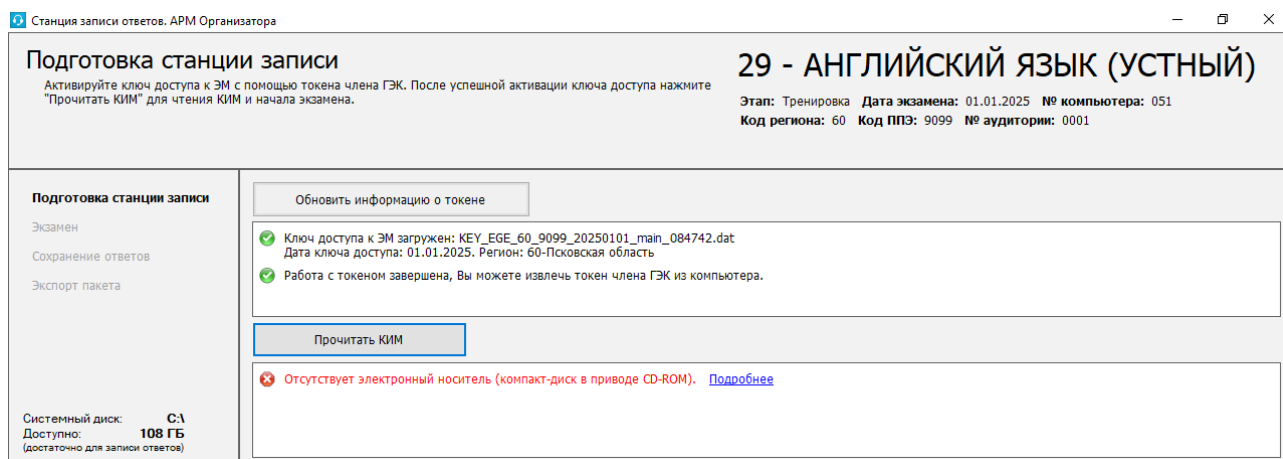 Станция записи ответов. АРМ Организатора
Подготовка станции записи
Активируйте ключ доступа к ЭМ с помощью токена члена ГЭК. После успешной активации ключа доступа нажмите
"Прочитать КИМ" для чтения КИМ и начала экзамена.
29 - АНГЛИЙСКИЙ ЯЗЫК (УСТНЫЙ)
Этап: Тренировка Дата экзамена: 01.01.2025 № компьютера: 051
Код региона: 60 Код ППЭ: 9099 № аудитории: 0001
Подготовка станции записи
Экзамен
Сохранение ответов
Экспорт пакета
Системный диск: C:\
Доступно: 108 ГБ
(достаточно для записи ответов)
Обновить информацию о токене
Ключ доступа к ЭМ загружен: KEY_EGE_60_9099_20250101_main_084742.dat
Дата ключа доступа: 01.01.2025. Регион: 60-Псковская область
Работа с токеном завершена, Вы можете извлечь токен члена ГЭК из компьютера.
Прочитать КИМ
Отсутствует электронный носитель (компакт-диск в приводе CD-ROM). Подробнее